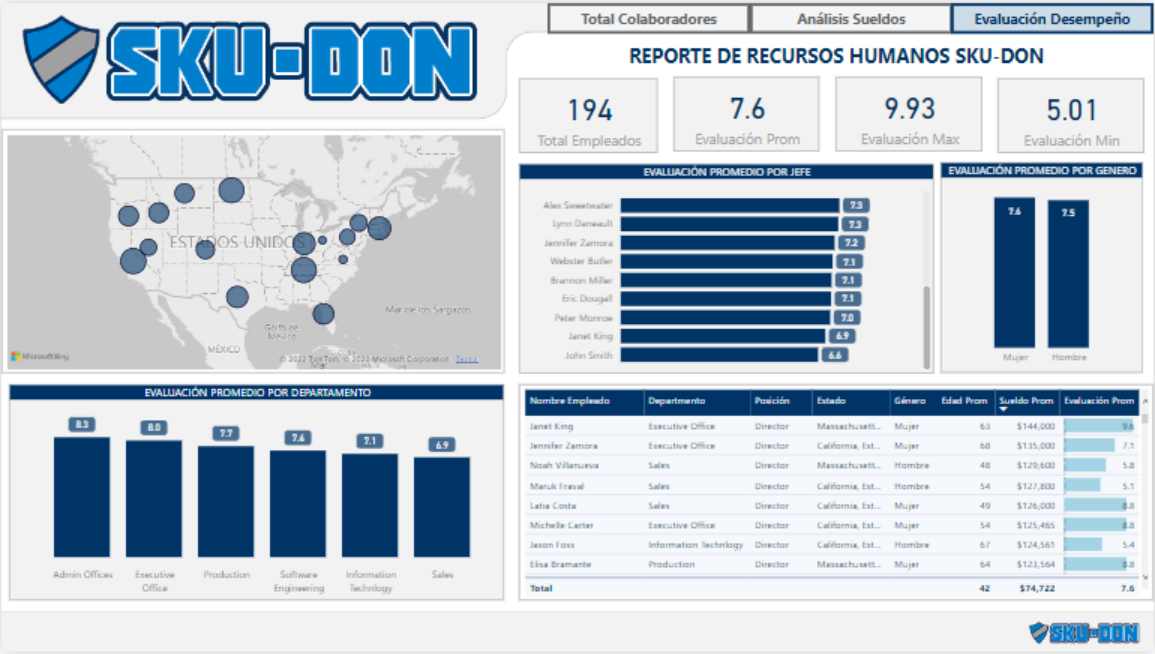 SKU-DON
Total Colaboradores
Análisis Sueldos
Evaluación Desempeño
REPORTE DE RECURSOS HUMANOS SKU-DON
194
Total Empleados
7.6
Evaluación Prom
9.93
Evaluación Max
5.01
Evaluación Min
ESTADOS UNIDOS
MÉXICO
Golfo de
México
Mar de los Sargazos
Mar
Microsoft Bing
© 2022 TomTom, © 2023 Microsoft Corporation Terms
EVALUACIÓN PROMEDIO POR JEFE
Alex Sweetwater 7.3
Lynn Daneault 7.3
Jennifer Zamora 7.2
Webster Butler 7.1
Brannon Miller 7.1
Eric Dougall 7.1
Peter Monroe 7.0
Janet King 6.9
John Smith 6.6
EVALUACIÓN PROMEDIO POR GENERO
7.6 7.5
Mujer Hombre
EVALUACIÓN PROMEDIO POR DEPARTAMENTO
8.3 8.0 7.7 7.4 7.1 6.9
Admin Offices Executive Office Production Software Engineering Information Technlogy Sales
Nombre Empleado Departmento Posición Estado Género Edad Prom Sueldo Prom Evaluación Prom
Janet King Executive Office Director Massachusett... Mujer 63 $144,000 9.6
Jennifer Zamora Executive Office Director California, Est... Mujer 68 $135,000 7.1
Noah Villanueva Sales Director Massachusett... Hombre 48 $129,600 5.8
Maruk Fraval Sales Director California, Est... Hombre 54 $127,800 5.1
Latia Costa Sales Director California, Est... Mujer 49 $126,000 8.8
Michelle Carter Executive Office Director California, Est... Mujer 54 $125,465 8.8
Jason Foss Information Technlogy Director California, Est... Hombre 67 $124,561 5.4
Elisa Bramante Production Director Massachusett... Mujer 64 $123,564 8.8
Total 42 $74,722 7.6
SKU-DON